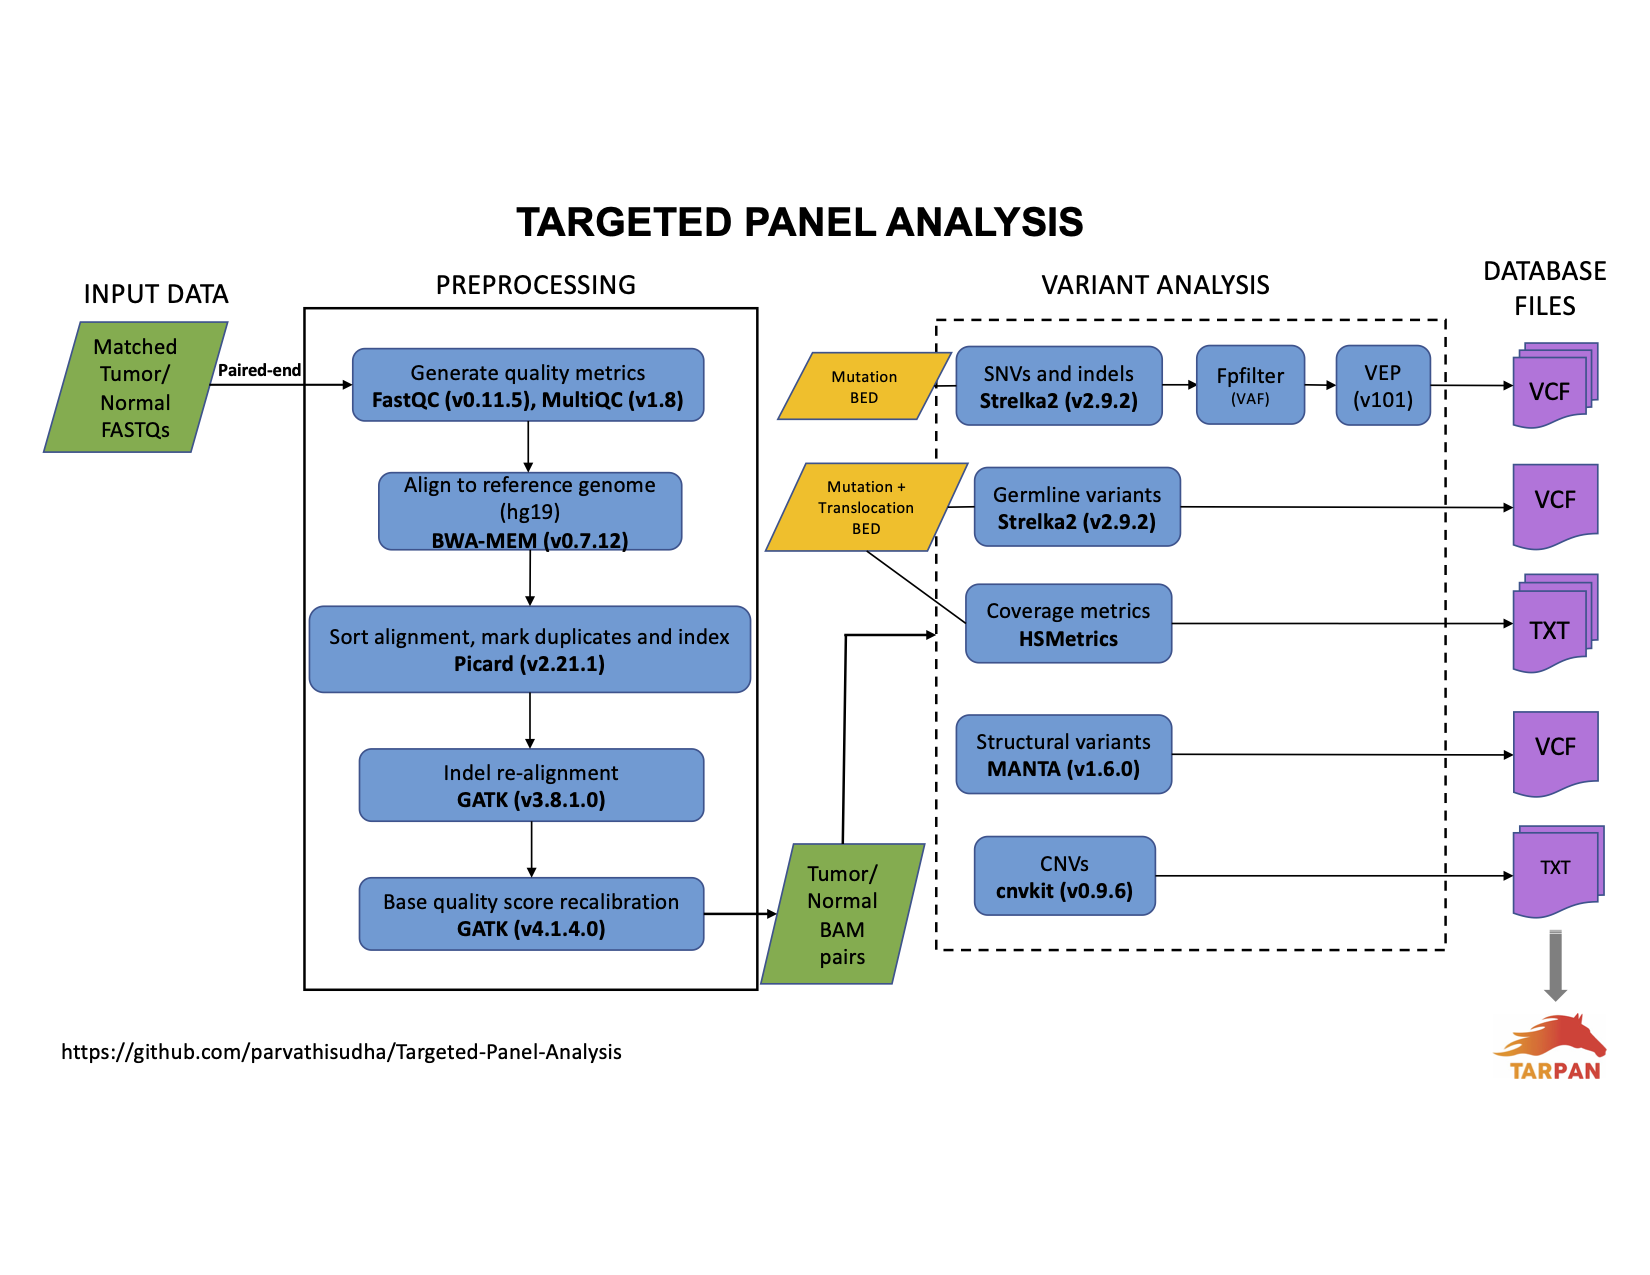 TARGETED PANEL ANALYSIS
INPUT DATA
Matched
Tumor/
Normal
FASTQs
Paired-end
PREPROCESSING
Generate quality metrics
FastQC (v0.11.5), MultiQC (v1.8)
Align to reference genome
(hg19)
BWA-MEM (v0.7.12)
Sort alignment, mark duplicates and index
Picard (v2.21.1)
Indel re-alignment
GATK (v3.8.1.0)
Base quality score recalibration
GATK (v4.1.4.0)
Tumor/
Normal
BAM
pairs
VARIANT ANALYSIS
Mutation
BED
SNVs and indels
Strelka2 (v2.9.2)
Fpfilter
(VAF)
VEP
(v101)
Mutation +
Translocation
BED
Germline variants
Strelka2 (v2.9.2)
Coverage metrics
HSMetrics
Structural variants
MANTA (v1.6.0)
CNVs
cnvkit (v0.9.6)
DATABASE
FILES
VCF
VCF
TXT
VCF
TXT
TARPAN
https://github.com/parvathisudha/Targeted-Panel-Analysis